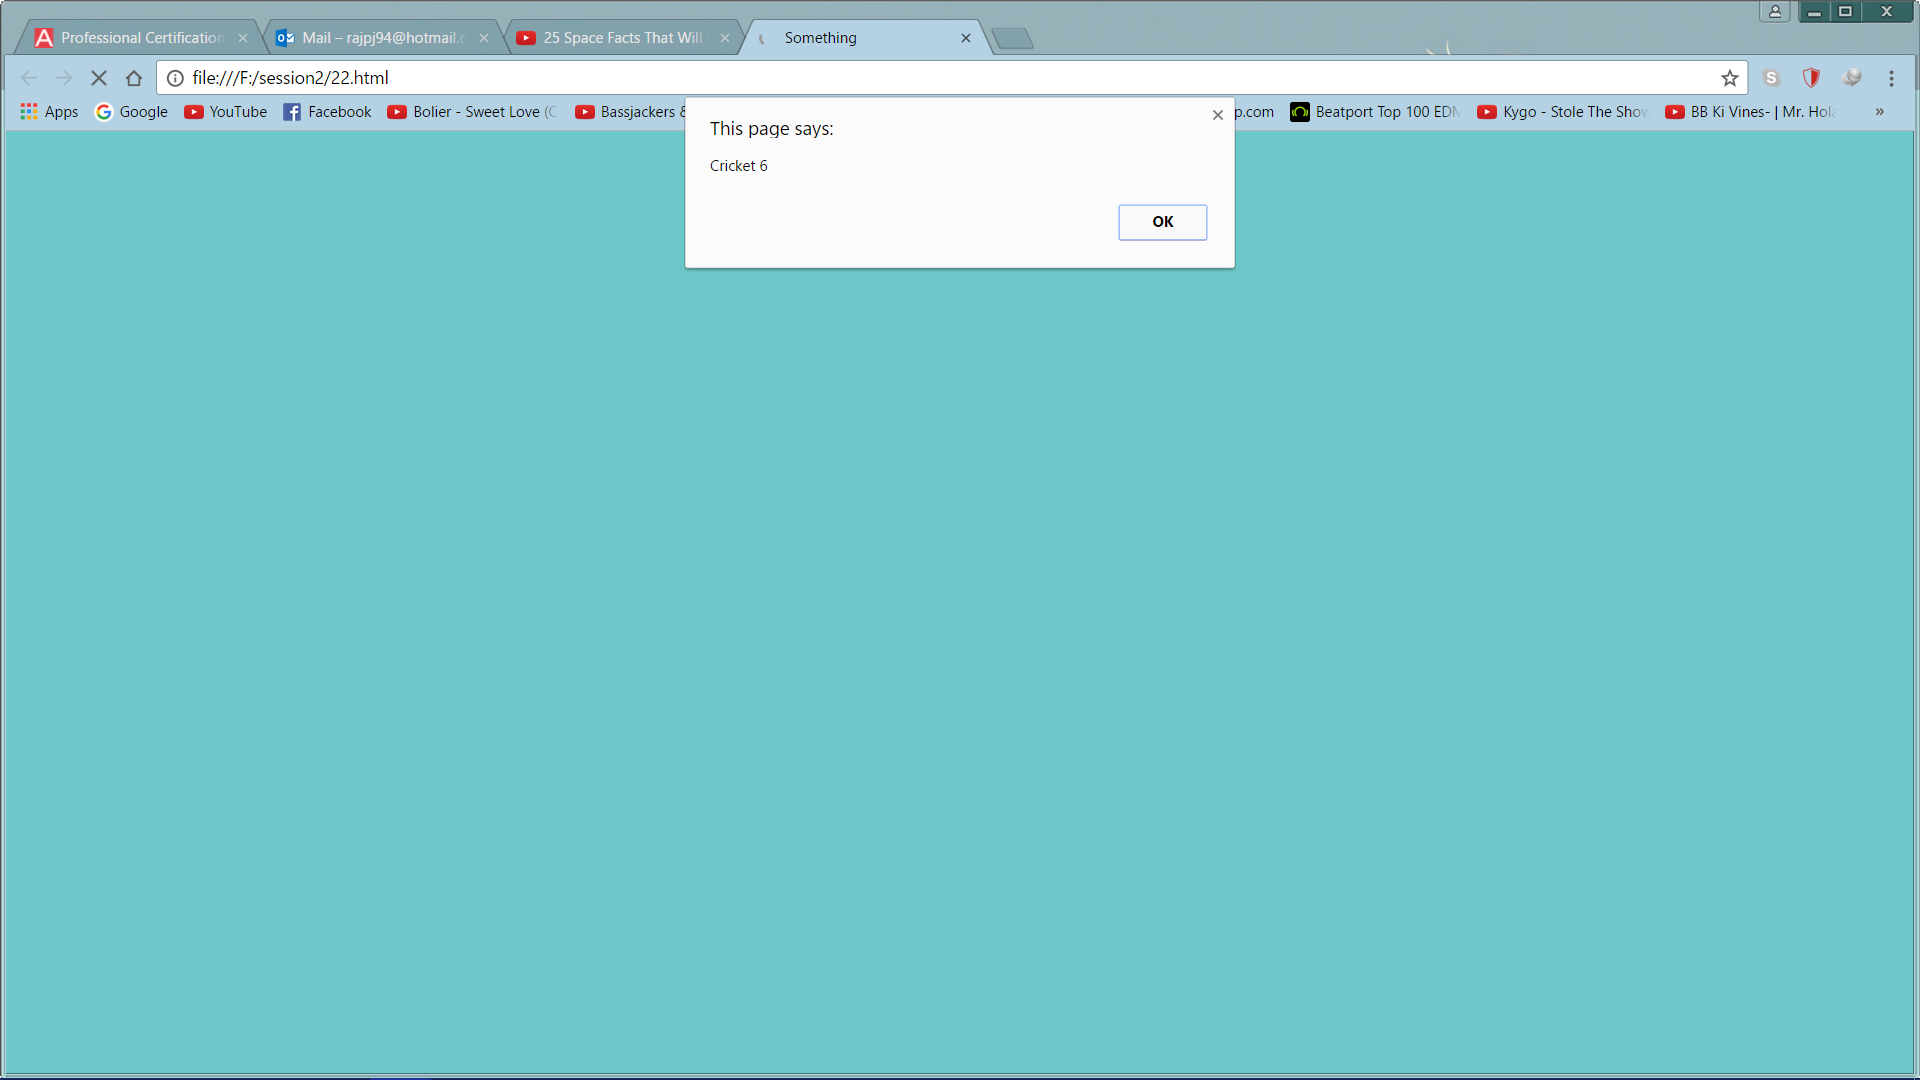 Professional Certification
Mail – rajpj94@hotmail.c
25 Space Facts That Will
Something
file:///F:/session2/22.html
Apps
Google
YouTube
Facebook
Bolier - Sweet Love (C
Bassjackers &
p.com
Beatport Top 100 EDM
Kygo - Stole The Show
BB Ki Vines- | Mr. Hola
»
This page says:
Cricket 6
OK